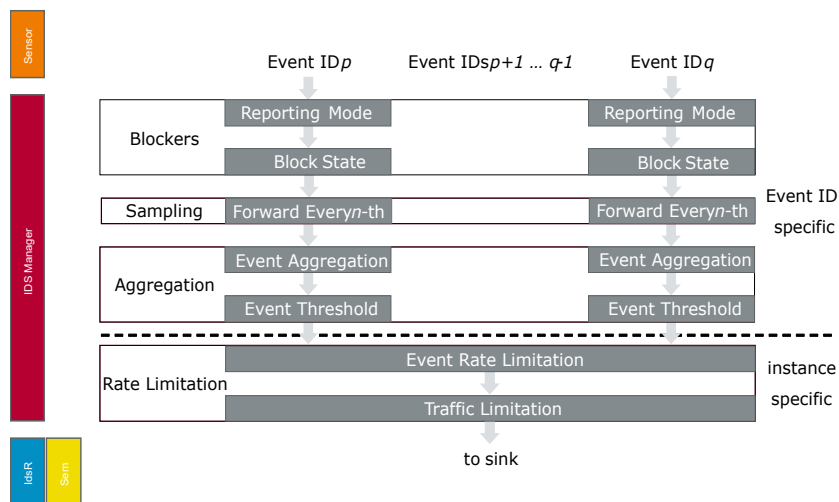 Sensor
Event IDp Event IDsp+1 ... q-1 Event IDq
Reporting Mode Reporting Mode
Blockers
Block State Block State
Event ID
Sampling Forward Everyn-th Forward Everyn-th
specific
IDS Manager
Event Aggregation Event Aggregation
Aggregation
Event Threshold Event Threshold
Event Rate Limitation
instance
Rate Limitation
specific
Traffic Limitation
to sink
IdsR Sem